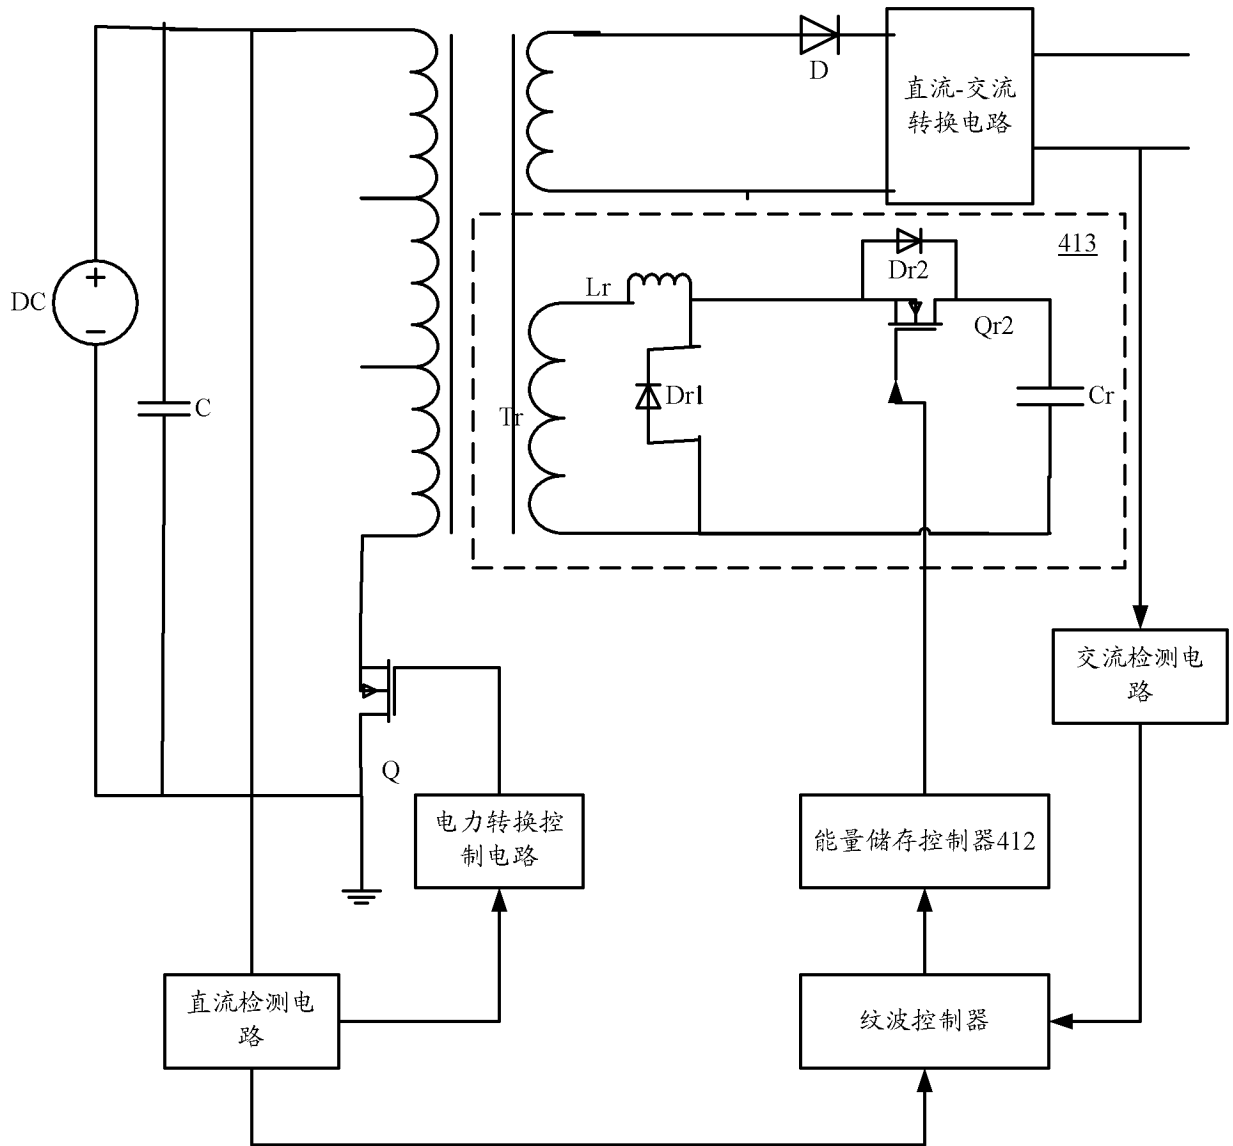 D
直流-交流
转换电路
413
Dr2
Lr
DC
Qr2
Dr1
Cr
C
Tr
交流检测电
路
Q
电力转换控
制电路
能量储存控制器412
直流检测电
路
纹波控制器